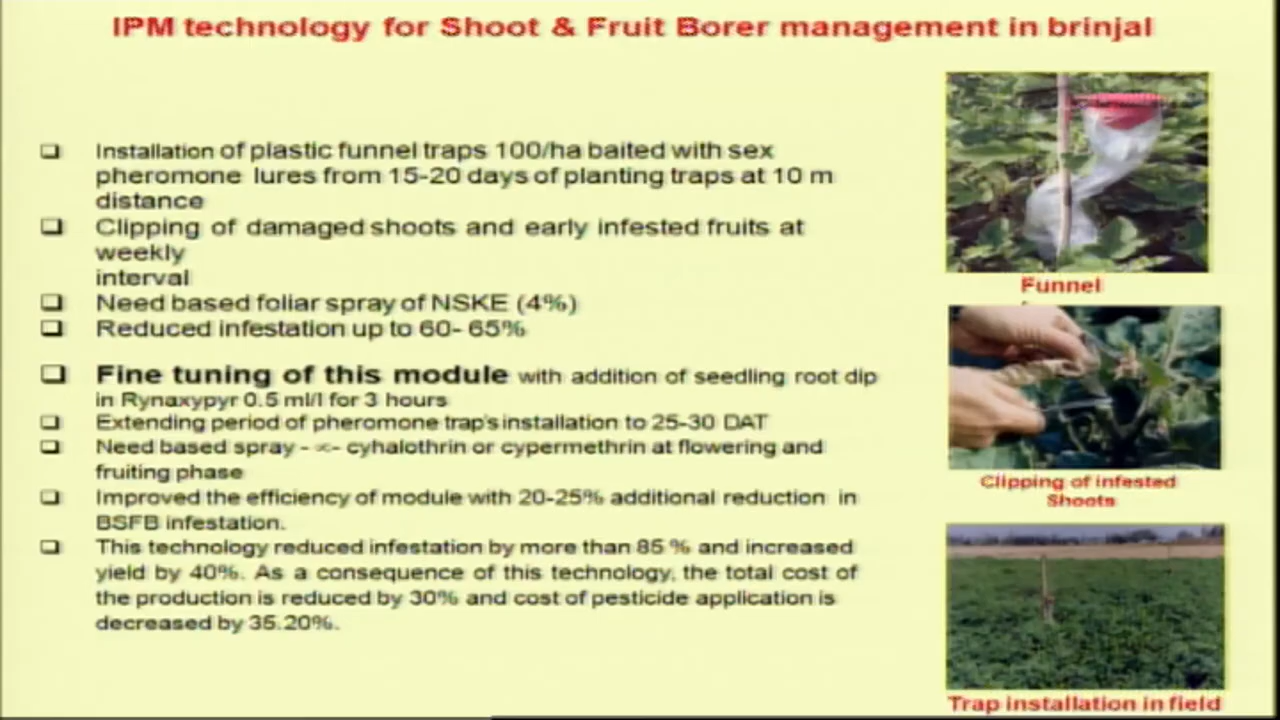 IPM technology for Shoot & Fruit Borer management in brinjal
❑ Installation of plastic funnel traps 100/ha baited with sex
pheromone lures from 15-20 days of planting traps at 10 m
distance
❑ Clipping of damaged shoots and early infested fruits at
weekly
interval
❑ Need based foliar spray of NSKE (4%)
❑ Reduced infestation up to 60- 65%
❑ Fine tuning of this module with addition of seedling root dip
in Rynaxypyr 0.5 ml/l for 3 hours
❑ Extending period of pheromone trap's installation to 25-30 DAT
❑ Need based spray - ∝- cyhalothrin or cypermethrin at flowering and
fruiting phase
❑ Improved the efficiency of module with 20-25% additional reduction in
BSFB infestation.
❑ This technology reduced infestation by more than 85 % and increased
yield by 40%. As a consequence of this technology, the total cost of
the production is reduced by 30% and cost of pesticide application is
decreased by 35.20%.
Funnel
Clipping of infested
Shoots
Trap installation in field